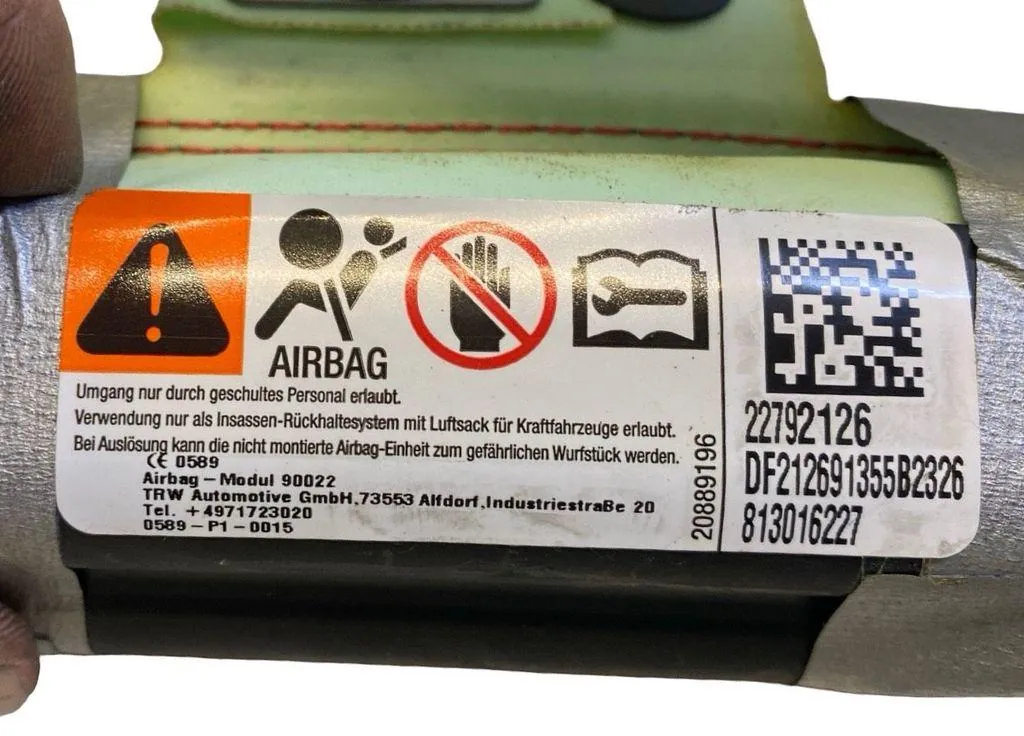 AIRBAG
Umgang nur durch geschultes Personal erlaubt.
Verwendung nur als Insassen-Rückhaltesystem mit Luftsack für Kraftfahrzeuge erlaubt.
Bei Auslösung kann die nicht montierte Airbag-Einheit zum gefährlichen Wurfstück werden.
CE 0589
Airbag-Modul 90022
TRW Automotive GmbH,73553 Alfdorf,Industriestraße 20
Tel. +4971723020
0589-P1-0015
20889196
22792126
DF212691355B2326
813016227